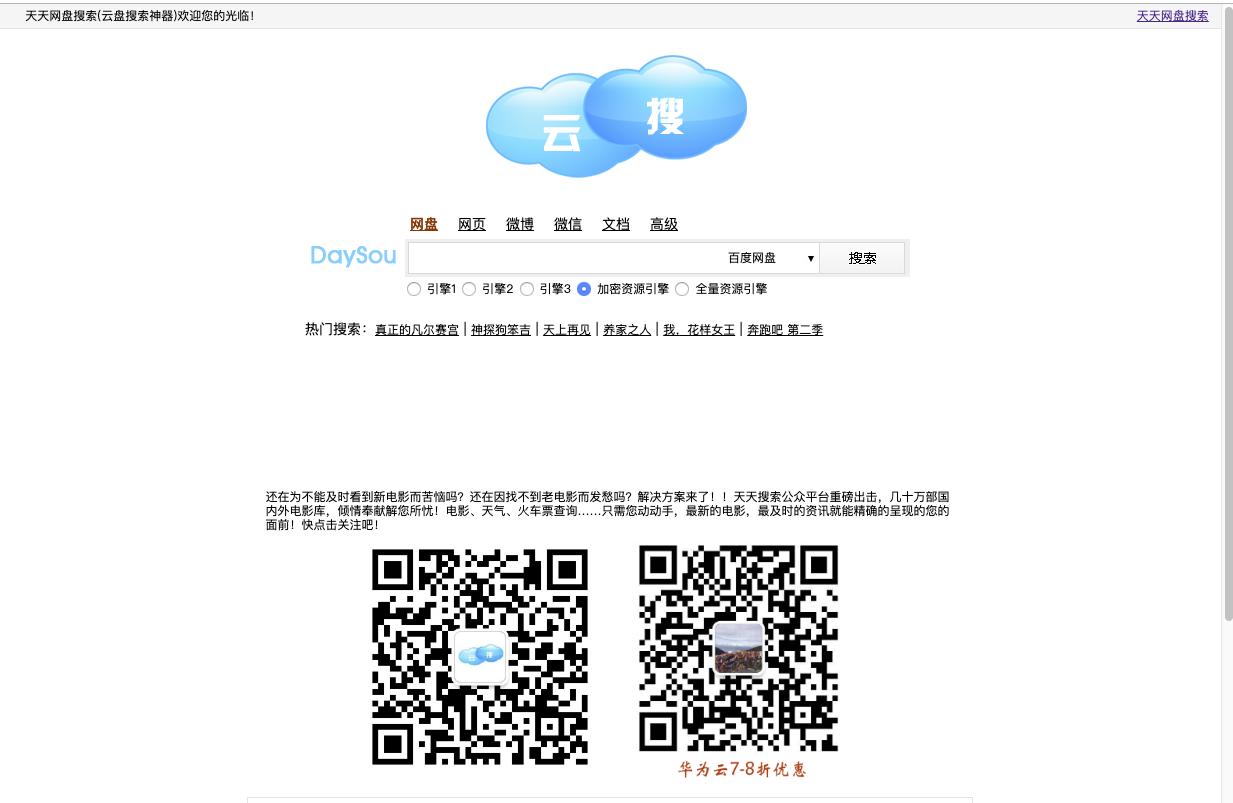 天天网盘搜索(云盘搜索神器)欢迎您的光临！ 天天网盘搜索
云 搜
网盘 网页 微博 微信 文档 高级
DaySou 百度网盘 ▼ 搜索
引擎1 引擎2 引擎3 加密资源引擎 全量资源引擎
热门搜索：真正的凡尔赛宫 | 神探狗笨吉 | 天上再见 | 养家之人 | 我，花样女王 | 奔跑吧 第二季
还在为不能及时看到新电影而苦恼吗？还在因找不到老电影而发愁吗？解决方案来了！！天天搜索公众平台重磅出击，几十万部国
内外电影库，倾情奉献解您所忧！电影、天气、火车票查询……只需您动动手，最新的电影，最及时的资讯就能精确的呈现的您的
面前！快点击关注吧！
云 搜
华为云7-8折优惠